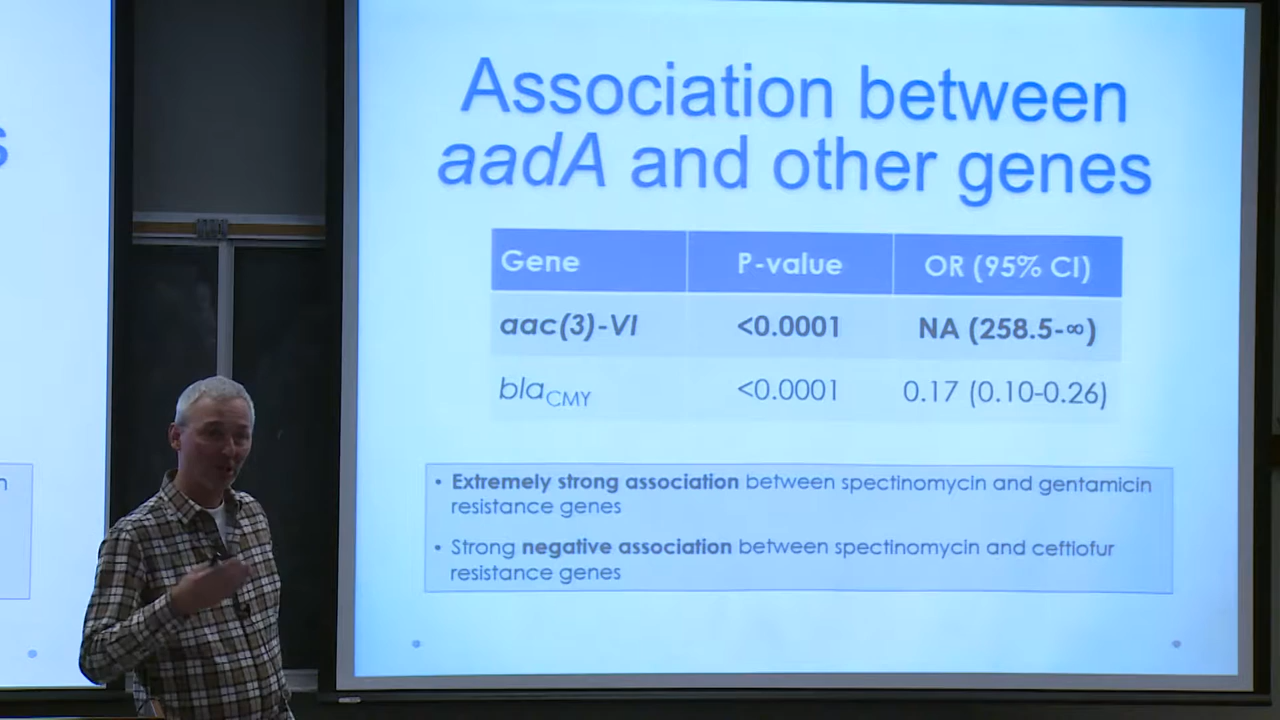 Association between
aadA and other genes
Gene P-value OR (95% CI)
aac(3)-VI <0.0001 NA (258.5-∞)
blaCMY <0.0001 0.17 (0.10-0.26)
• Extremely strong association between spectinomycin and gentamicin
resistance genes
• Strong negative association between spectinomycin and ceftiofur
resistance genes